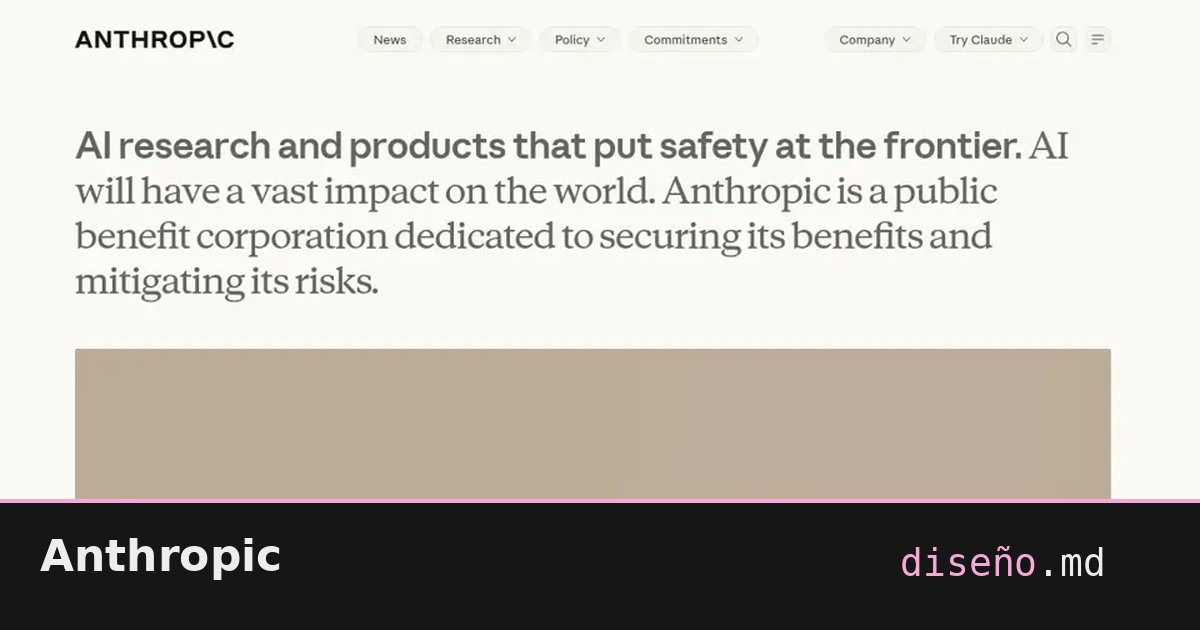 ANTHROP\C
News Research Policy Commitments Company Try Claude
AI research and products that put safety at the frontier. AI
will have a vast impact on the world. Anthropic is a public
benefit corporation dedicated to securing its benefits and
mitigating its risks.
Anthropic
diseño.md